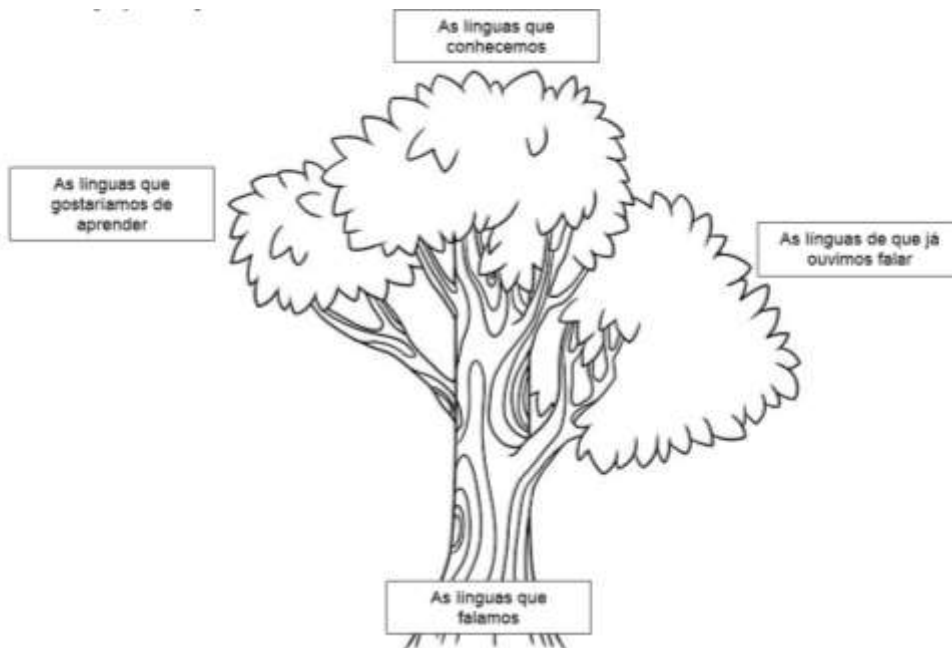 As línguas que
conhecemos
As línguas que
gostaríamos de
aprender
As línguas de que já
ouvimos falar
As línguas que
falamos